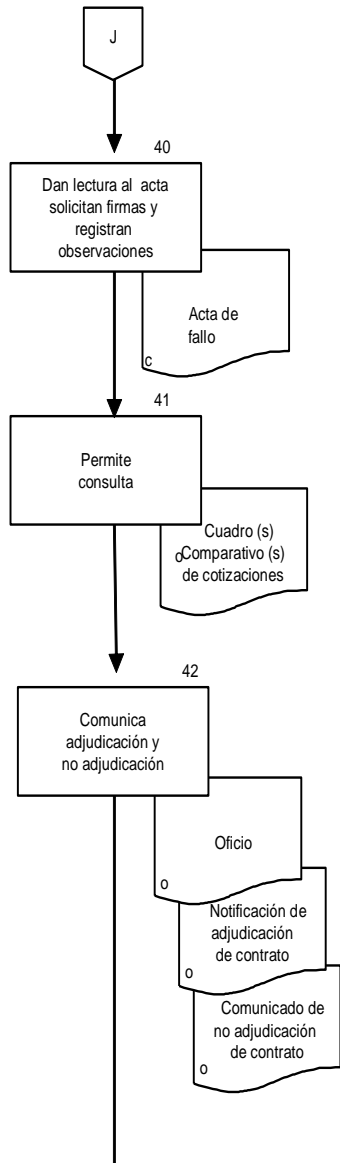 J
40
Dan lectura al acta
solicitan firmas y
registran
observaciones
Acta de
fallo
c
41
Permite
consulta
Cuadro (s)
Comparativo (s)
o
de cotizaciones
42
Comunica
adjudicación y
no adjudicación
Oficio
o
Notificación de
adjudicación
de contrato
o
Comunicado de
no adjudicación
de contrato
o